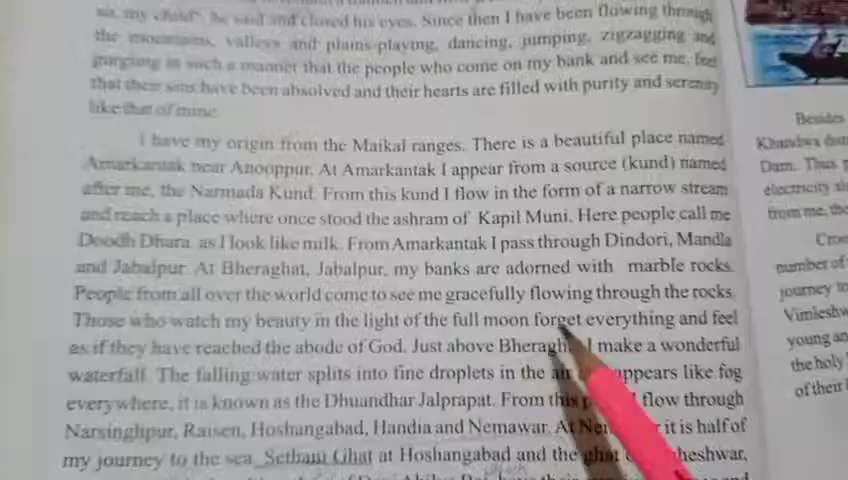 my child", he said and closed his eyes. Since then I have been flowing through
the mountains, valleys and plains-playing, dancing, jumping, zigzagging and
gurgling in such a manner that the people who come on my bank and see me, feel
that their sins have been absolved and their hearts are filled with purity and serenity
like that of mine.
I have my origin from the Maikal ranges. There is a beautiful place named
Amarkantak near Anooppur. At Amarkantak I appear from a source (kund) named
after me, the Narmada Kund. From this kund I flow in the form of a narrow stream
and reach a place where once stood the ashram of Kapil Muni. Here people call me
Doodh Dhara, as I look like milk. From Amarkantak I pass through Dindori, Mandla
and Jabalpur. At Bheraghat, Jabalpur, my banks are adorned with marble rocks.
People from all over the world come to see me gracefully flowing through the rocks.
Those who watch my beauty in the light of the full moon forget everything and feel
as if they have reached the abode of God. Just above Bheragh I make a wonderful
waterfall. The falling water splits into fine droplets in the air appears like fog
everywhere, it is known as the Dhuandhar Jalprapat. From this flow through
Narsinghpur, Raisen, Hoshangabad, Handia and Nemawar. At it is half of
my journey to the sea. Sethani Ghat at Hoshangabad and the ghat heshwar,
Besides
Khandwa
Dam. Thus
electricity
from me, the
Cros
number of
journey to
Vimleshw
young an
the holy
of their